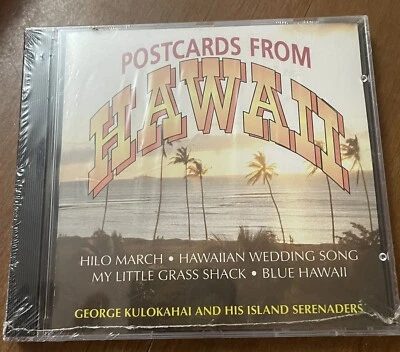 POSTCARDS FROM
HAWAII
HILO MARCH • HAWAIIAN WEDDING SONG
MY LITTLE GRASS SHACK • BLUE HAWAII
GEORGE KULOKAHAI AND HIS ISLAND SERENADERS